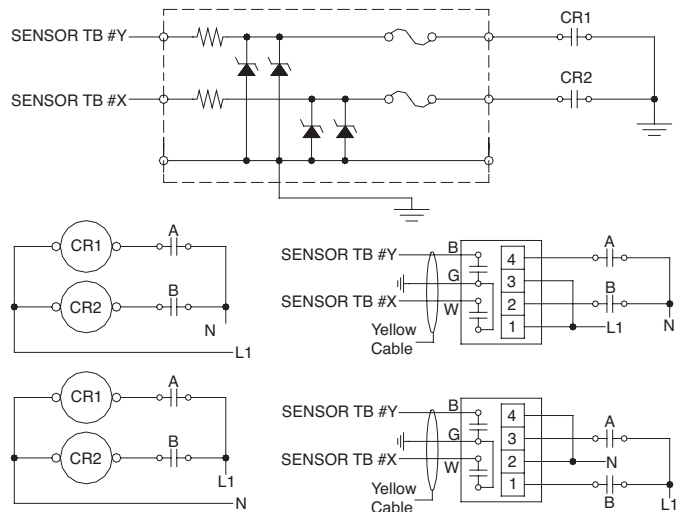 CR1
SENSOR TB #Y
CR2
SENSOR TB #X
A
CR1
B
CR2
N
L1
SENSOR TB #Y
B
G
SENSOR TB #X
W
Yellow
Cable
4
3
2
1
A
B
L1
N
A
CR1
B
CR2
L1
N
SENSOR TB #Y
B
G
SENSOR TB #X
W
Yellow
Cable
4
3
2
1
A
N
B
L1